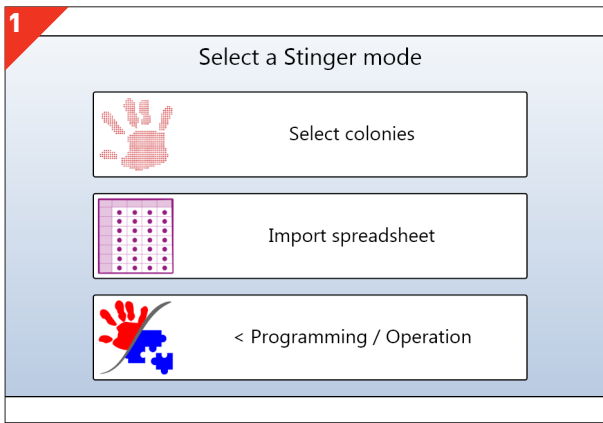 1
Select a Stinger mode
Select colonies
Import spreadsheet
< Programming / Operation